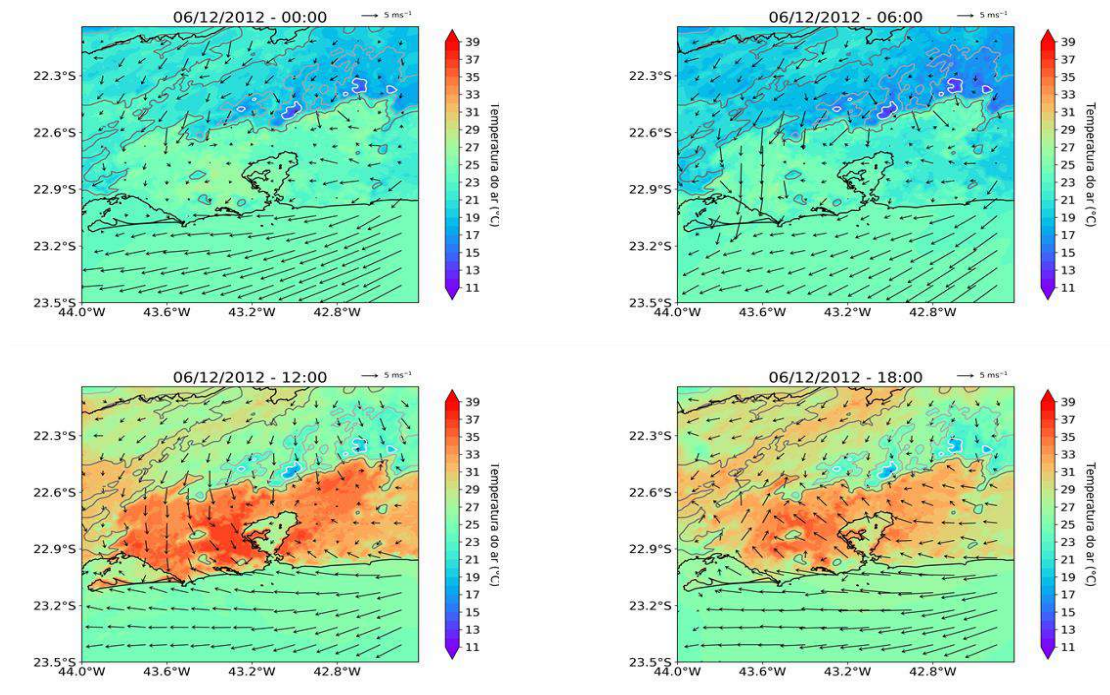 06/12/2012 - 00:00
5 ms⁻¹
22.3°S
22.6°S
22.9°S
23.2°S
23.5°S
44.0°W
43.6°W
43.2°W
42.8°W
39
37
35
33
31
29
27
25
23
21
19
17
15
13
11
Temperatura do ar (°C)
06/12/2012 - 06:00
5 ms⁻¹
22.3°S
22.6°S
22.9°S
23.2°S
23.5°S
44.0°W
43.6°W
43.2°W
42.8°W
39
37
35
33
31
29
27
25
23
21
19
17
15
13
11
Temperatura do ar (°C)
06/12/2012 - 12:00
5 ms⁻¹
22.3°S
22.6°S
22.9°S
23.2°S
23.5°S
44.0°W
43.6°W
43.2°W
42.8°W
39
37
35
33
31
29
27
25
23
21
19
17
15
13
11
Temperatura do ar (°C)
06/12/2012 - 18:00
5 ms⁻¹
22.3°S
22.6°S
22.9°S
23.2°S
23.5°S
44.0°W
43.6°W
43.2°W
42.8°W
39
37
35
33
31
29
27
25
23
21
19
17
15
13
11
Temperatura do ar (°C)